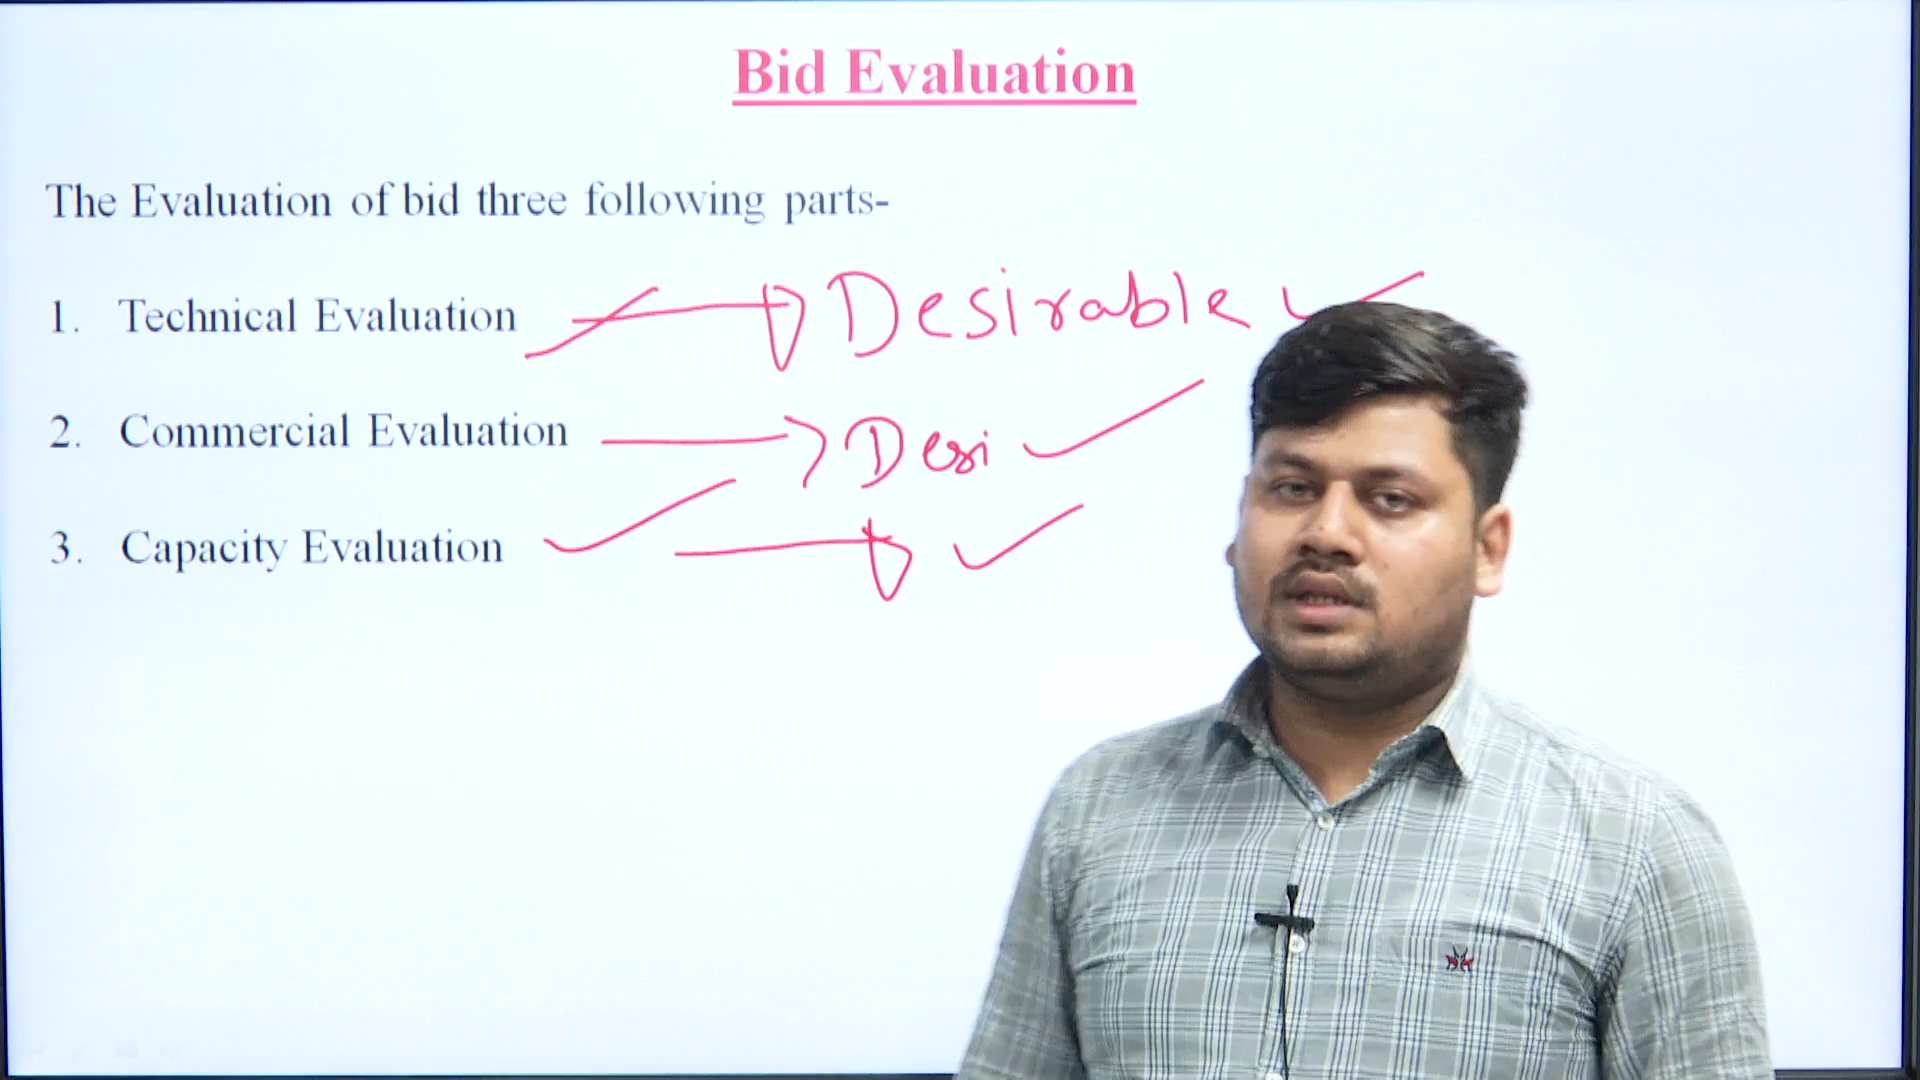 Bid Evaluation
The Evaluation of bid three following parts-
1. Technical Evaluation Desirable
2. Commercial Evaluation Desi
3. Capacity Evaluation